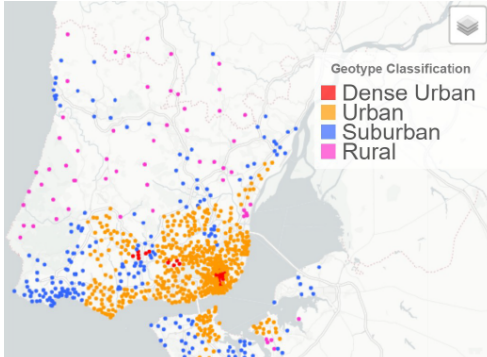 Geotype Classification
Dense Urban
Urban
Suburban
Rural